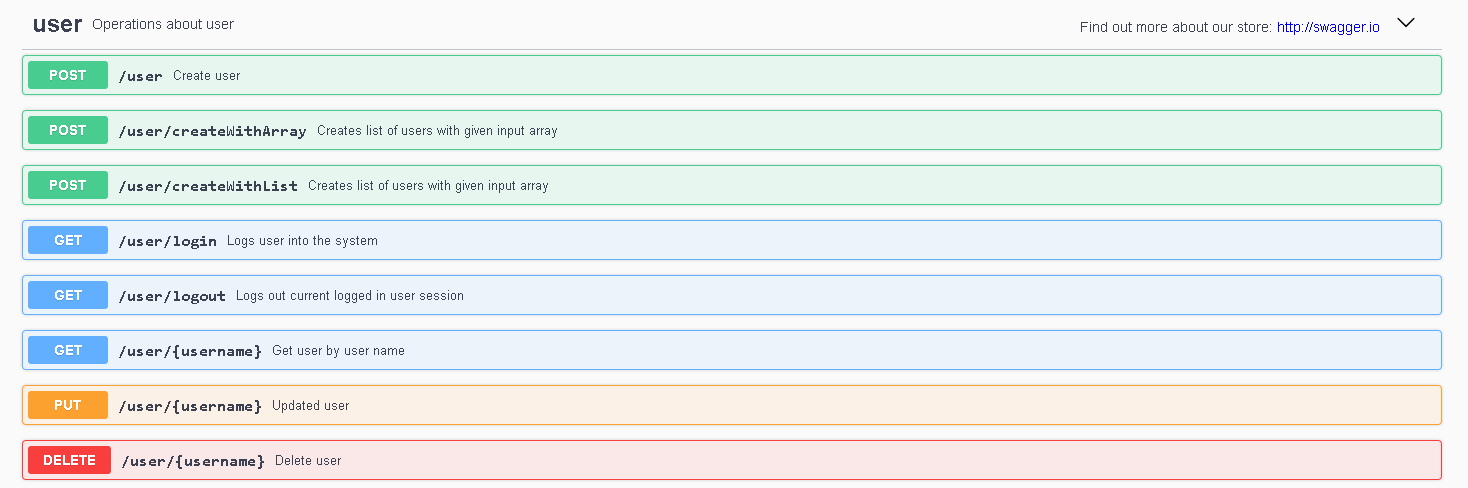 user Operations about user Find out more about our store: http://swagger.io
POST /user Create user
POST /user/createWithArray Creates list of users with given input array
POST /user/createWithList Creates list of users with given input array
GET /user/login Logs user into the system
GET /user/logout Logs out current logged in user session
GET /user/{username} Get user by user name
PUT /user/{username} Updated user
DELETE /user/{username} Delete user